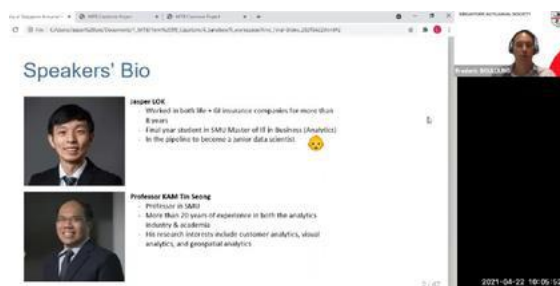 Speakers' Bio
Jasper LOK
- Worked in both life + GI insurance companies for more than
8 years
- Final year student in SMU Master of IT in Business (Analytics)
- In the pipeline to become a junior data scientist
Professor KAM Tin Seong
- Professor in SMU
- More than 20 years of experience in both the analytics
industry & academia
- His research interests include customer analytics, visual
analytics, and geospatial analytics
SINGAPORE ACTUARIAL SOCIETY
2021-04-22 18:05:52